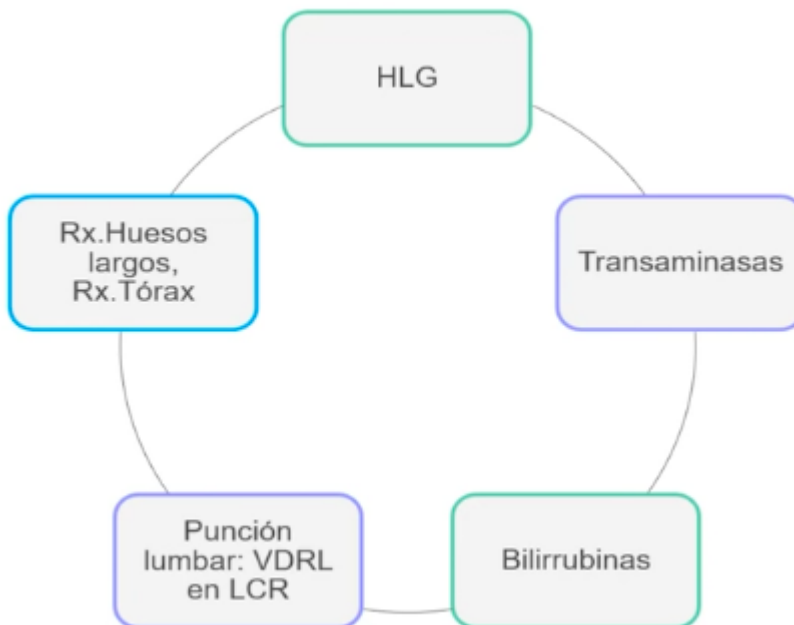 HLG
Transaminasas
Bilirrubinas
Punción
lumbar: VDRL
en LCR
Rx.Huesos
largos,
Rx.Tórax